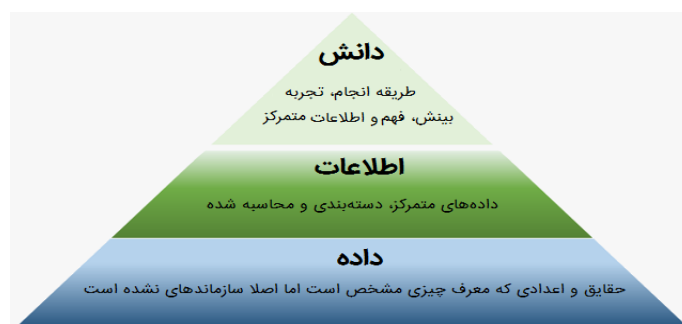 دانش
طریقه انجام، تجربه
بینش، فهم و اطلاعات متمرکز
اطلاعات
داده‌های متمرکز، دسته‌بندی و محاسبه شده
داده
حقایق و اعدادی که معرف چیزی مشخص است اما اصلا سازماندهای نشده است